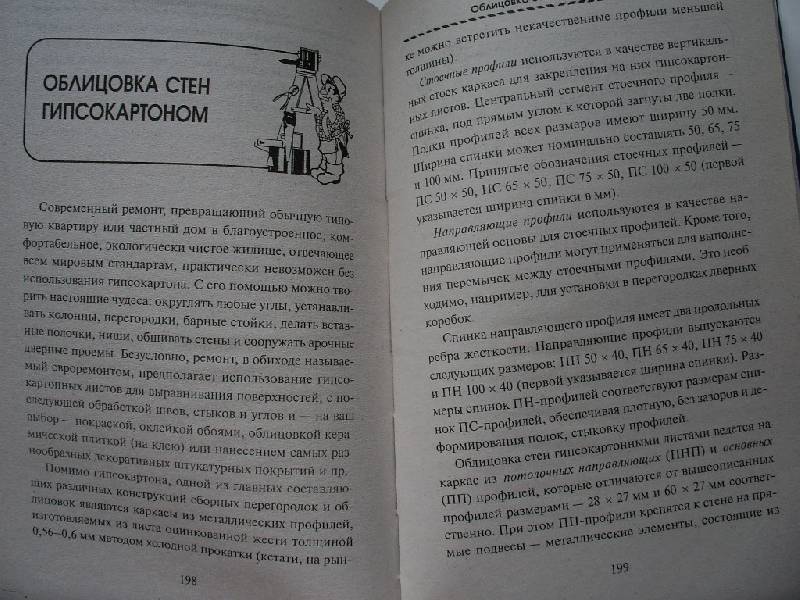 ОБЛИЦОВКА СТЕН
ГИПСОКАРТОНОМ
Современный ремонт, превращающий обычную типо-
вую квартиру или частный дом в благоустроенное, ком-
фортабельное, экологически чистое жилище, отвечающее
всем мировым стандартам, практически невозможен без
использования гипсокартона. С его помощью можно тво-
рить настоящие чудеса: округлять любые углы, устанавли-
вать колонны, перегородки, барные стойки, делать встав-
ные полочки, ниши, обшивать стены и сооружать арочные
дверные проемы. Безусловно, ремонт, в обиходе называе-
мый евроремонтом, предполагает использование гипсо-
картонных листов для выравнивания поверхностей, с по-
следующей обработкой швов, стыков и углов и — на ваш
выбор — покраской, оклейкой обоями, облицовкой кера
мической плиткой (на клею) или нанесением самых раз
нообразных декоративных штукатурных покрытий и пр.
Помимо гипсокартона, одной из главных составляю-
щих различных конструкций сборных перегородок и об-
лицовок являются каркасы из металлических профилей,
изготовляемых из листа оцинкованной жести толщиной
0,56–0,6 мм методом холодной прокатки (кстати, на рын-
198
Облицовка
ке можно встретить некачественные профили меньшей
толщины).
Стоечные профили используются в качестве вертикаль-
ных стоек каркаса для закрепления на них гипсокартон-
ных листов. Центральный сегмент стоечного профиля -
спинка, под прямым углом к которой загнуты две полки.
Полки профилей всех размеров имеют ширину 50 мм.
Ширина спинки может номинально составлять 50, 65, 75
и 100 мм. Принятые обозначения стоечных профилей —
ПС 50 × 50, ПС 65 × 50, ПС 75 × 50, ПС 100 × 50 (первой
указывается ширина спинки в мм).
Направляющие профили используются в качестве на-
правляющей основы для стоечных профилей. Кроме того,
направляющие профили могут применяться для выполне-
ния перемычек между стоечными профилями. Это необ
ходимо, например, для установки в перегородках дверных
коробок.
Спинка направляющего профиля имеет два продольных
ребра жесткости. Направляющие профили выпускаются
следующих размеров: ПН 50 × 40, ПН 65 × 40, ПН 75 × 40
и ПН 100 × 40 (первой указывается ширина спинки). Раз-
меры спинок ПН-профилей соответствуют размерам спи-
нок ПС-профилей, обеспечивая плотную, без зазоров и де-
формирования полок, стыковку профилей.
Облицовка стен гипсокартонными листами ведется на
каркасе из потолочных направляющих (ПНП) и основных
(ПП) профилей, которые отличаются от вышеописанных
профилей размерами — 28 × 27 мм и 60 × 27 мм соответ-
ственно. При этом ПП-профили крепятся к стене на пря-
мые подвесы — металлические элементы, состоящие из
199